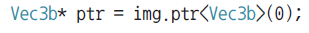 Vec3b* ptr = img.ptr<Vec3b>(0);